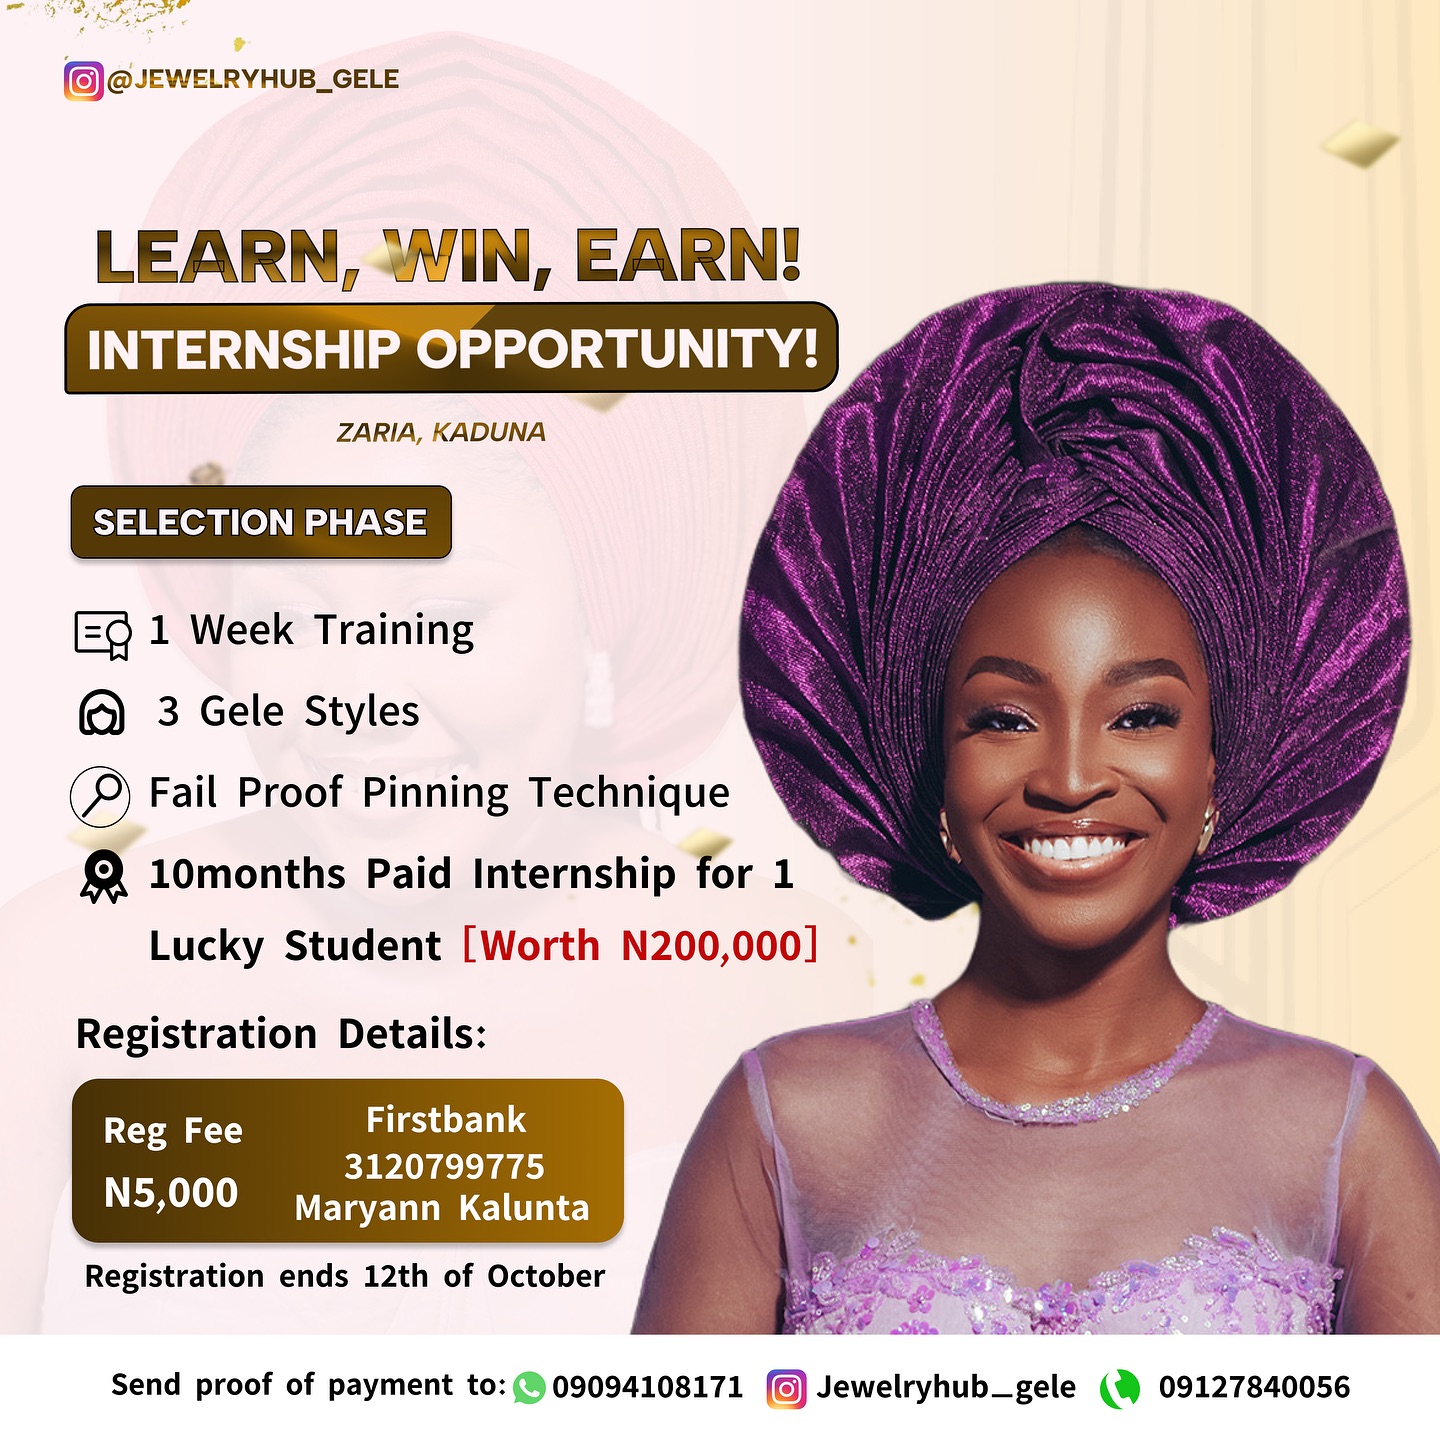 @JEWELRYHUB_GELE
LEARN, WIN, EARN!
INTERNSHIP OPPORTUNITY!
ZARIA, KADUNA
SELECTION PHASE
1 Week Training
3 Gele Styles
Fail Proof Pinning Technique
10months Paid Internship for 1
Lucky Student [Worth N200,000]
Registration Details:
Reg Fee
N5,000
Firstbank
3120799775
Maryann Kalunta
Registration ends 12th of October
Send proof of payment to: 09094108171 Jewelryhub_gele 09127840056